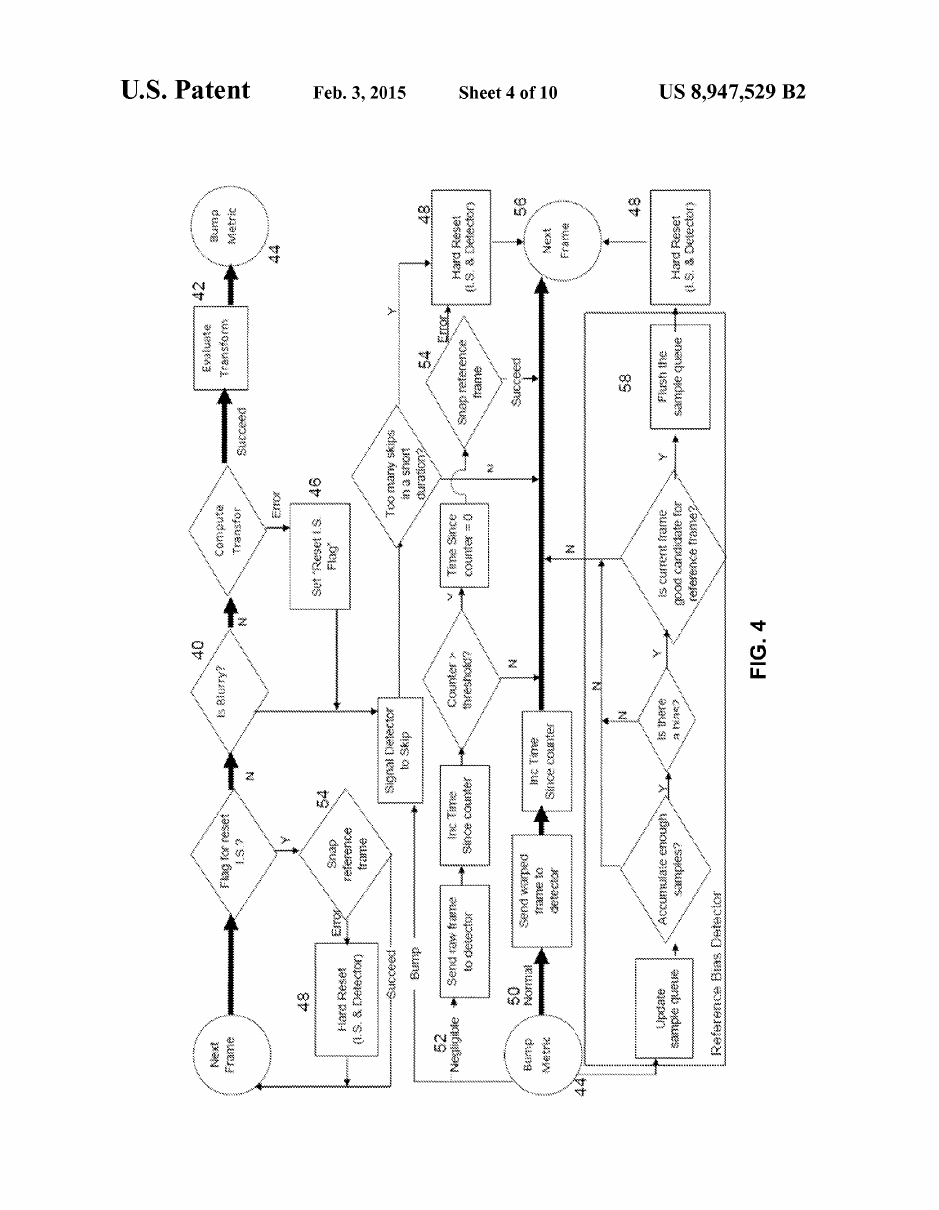 U.S. Patent Feb. 3, 2015 Sheet 4 of 10 US 8,947,529 B2
Next
Frame
Flag for reset
I.S.?
N
Y
Snap
reference
frame
54
Error
Hard Reset
(I.S. & Detector)
48
Succeed
Is Blurry?
40
N
Compute
Transfor
Succeed
Error
Set "Reset I.S.
Flag"
46
Evaluate
Transform
42
Bump
Metric
44
Signal Detector
to Skip
Too many skips
in a short
duration?
Y
N
Hard Reset
(I.S. & Detector)
48
Bump
Metric
44
Bump
52
Negligible
Send raw frame
to detector
Inc Time
Since counter
Counter >
threshold?
Y
N
Time Since
counter = 0
Snap reference
frame
54
Error
Succeed
50
Normal
Send warped
frame to
detector
Inc Time
Since counter
Next
Frame
56
Update
sample queue
Accumulate enough
samples?
Y
N
Is there
a bias?
Y
N
Is current frame
good candidate for
reference frame?
Y
N
Flush the
sample queue
58
Hard Reset
(I.S. & Detector)
48
Reference Bias Detector
FIG. 4